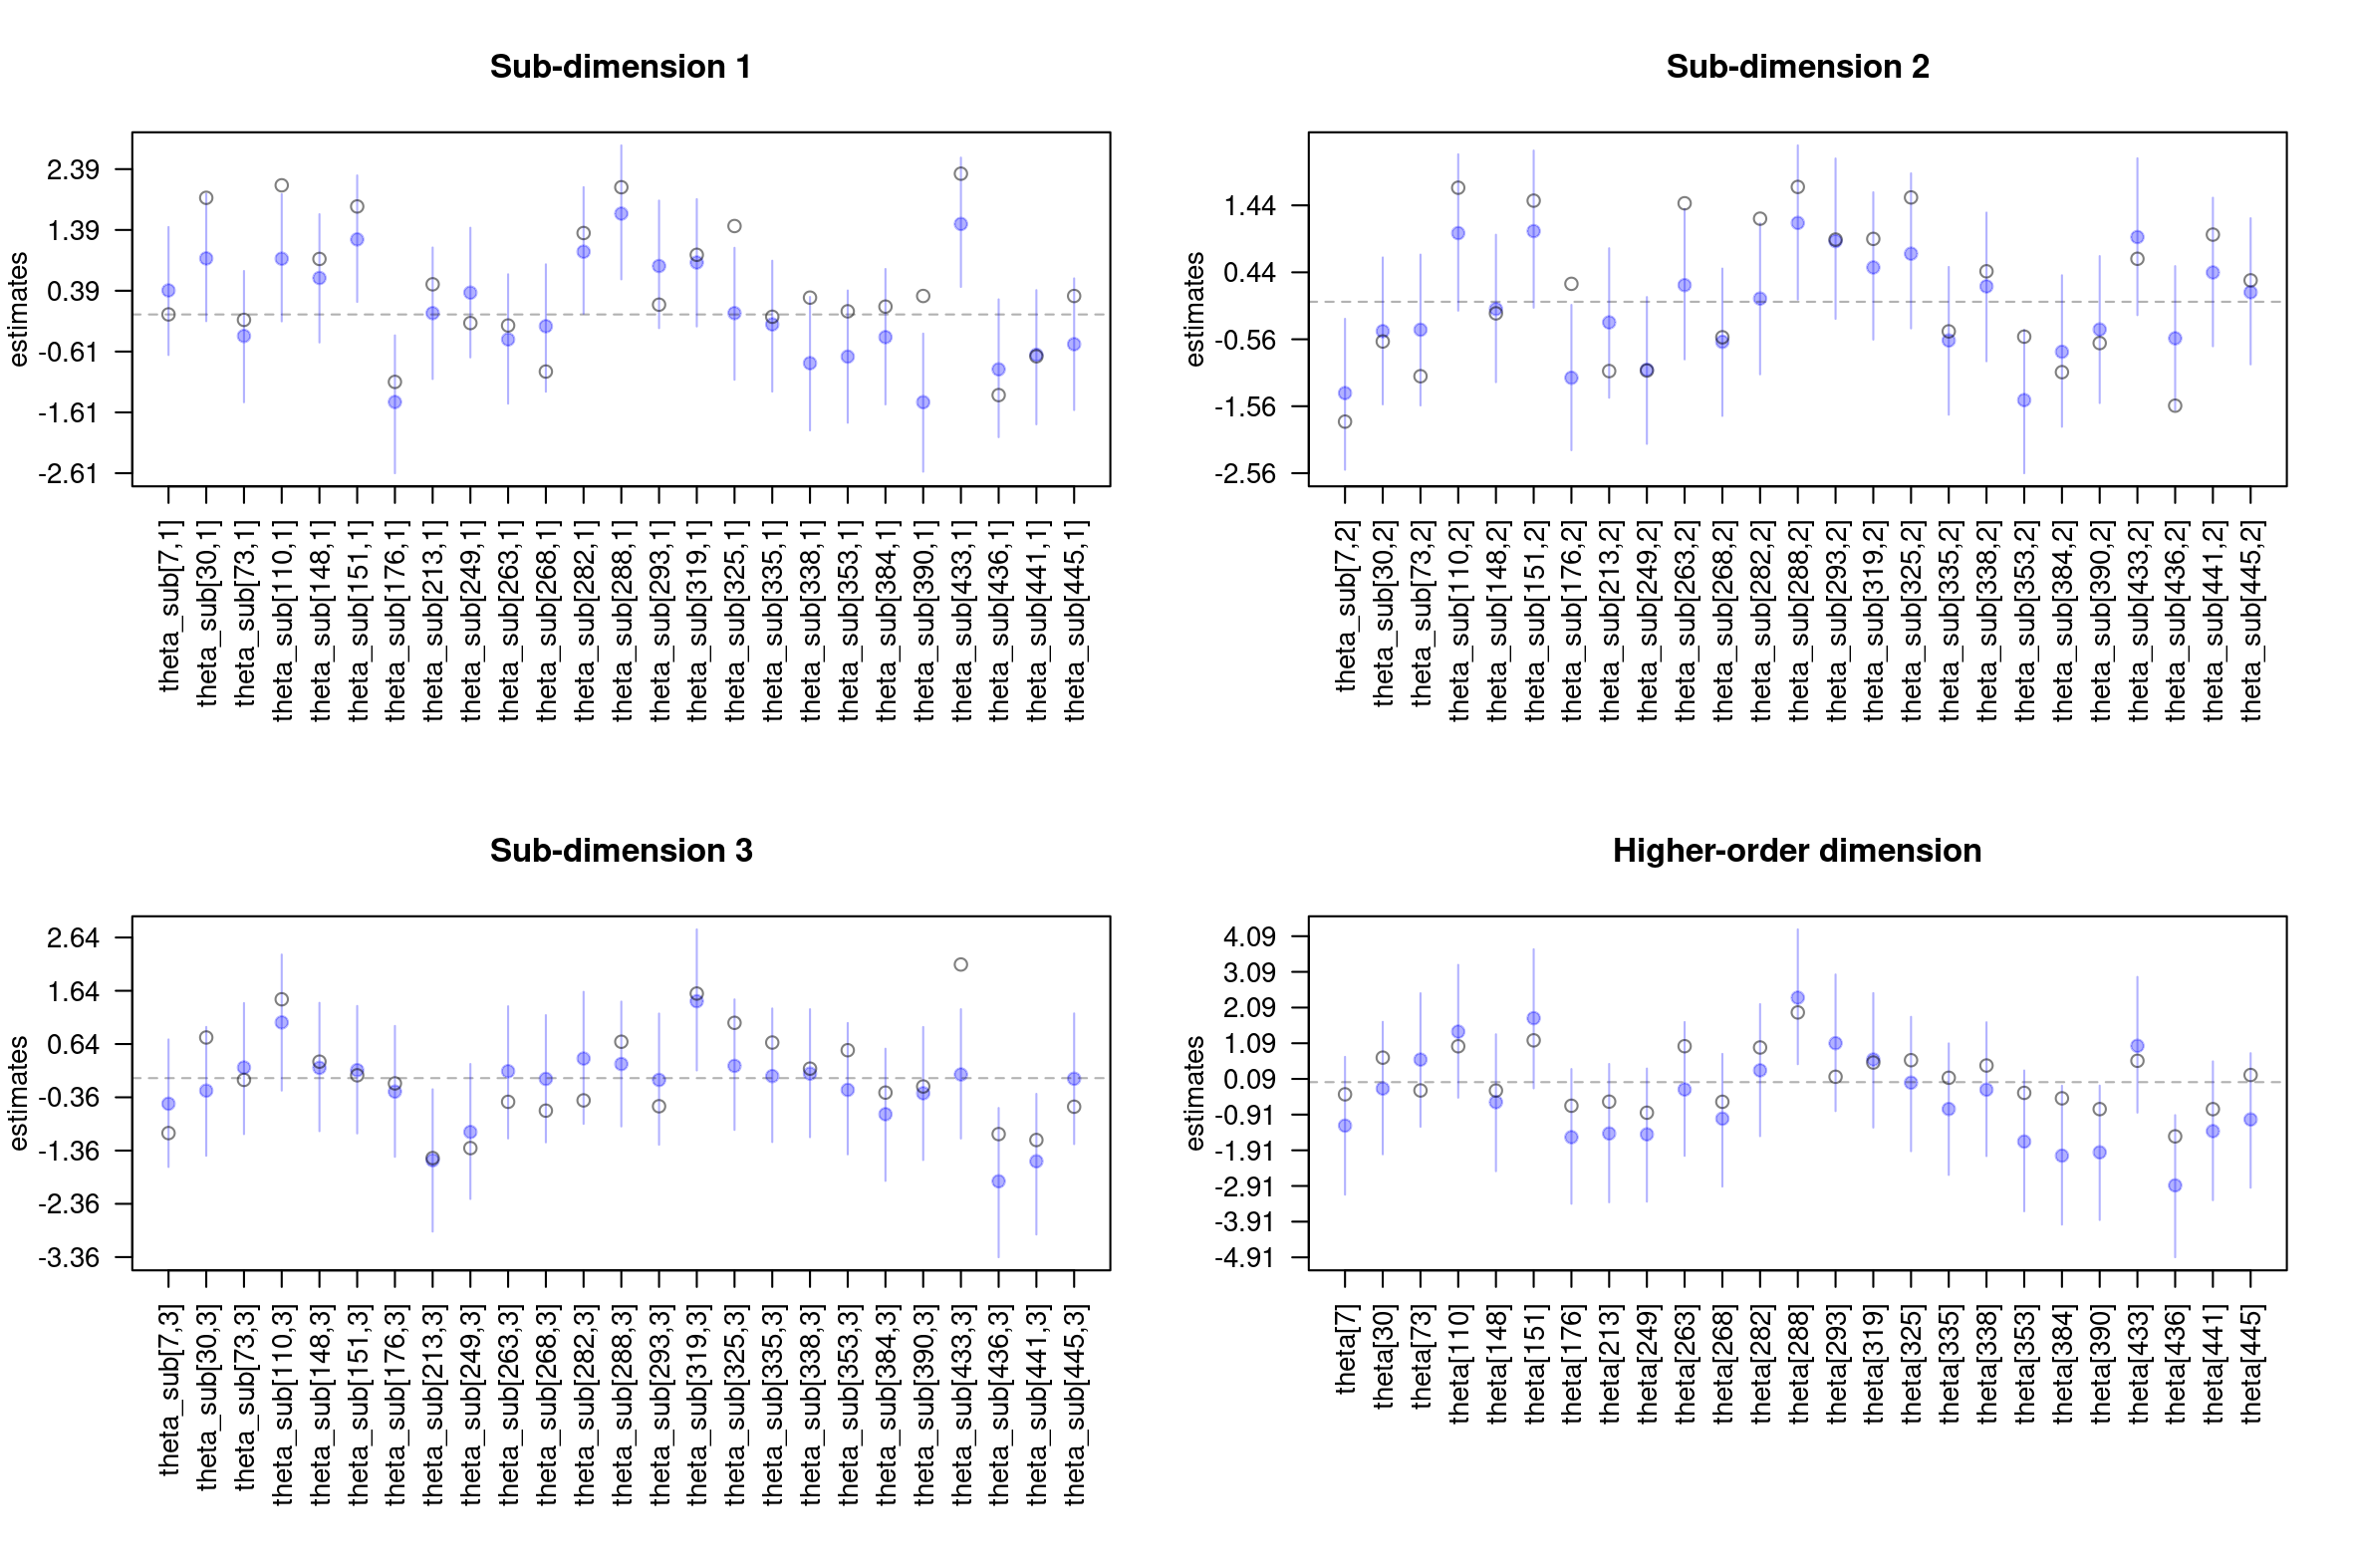 Sub-dimension 1
estimates
2.39
1.39
0.39
-0.61
-1.61
-2.61
theta_sub[7,1]
theta_sub[30,1]
theta_sub[73,1]
theta_sub[110,1]
theta_sub[148,1]
theta_sub[151,1]
theta_sub[176,1]
theta_sub[213,1]
theta_sub[249,1]
theta_sub[263,1]
theta_sub[268,1]
theta_sub[282,1]
theta_sub[288,1]
theta_sub[293,1]
theta_sub[319,1]
theta_sub[325,1]
theta_sub[335,1]
theta_sub[338,1]
theta_sub[353,1]
theta_sub[384,1]
theta_sub[390,1]
theta_sub[433,1]
theta_sub[436,1]
theta_sub[441,1]
theta_sub[445,1]
Sub-dimension 2
estimates
1.44
0.44
-0.56
-1.56
-2.56
theta_sub[7,2]
theta_sub[30,2]
theta_sub[73,2]
theta_sub[110,2]
theta_sub[148,2]
theta_sub[151,2]
theta_sub[176,2]
theta_sub[213,2]
theta_sub[249,2]
theta_sub[263,2]
theta_sub[268,2]
theta_sub[282,2]
theta_sub[288,2]
theta_sub[293,2]
theta_sub[319,2]
theta_sub[325,2]
theta_sub[335,2]
theta_sub[338,2]
theta_sub[353,2]
theta_sub[384,2]
theta_sub[390,2]
theta_sub[433,2]
theta_sub[436,2]
theta_sub[441,2]
theta_sub[445,2]
Sub-dimension 3
estimates
2.64
1.64
0.64
-0.36
-1.36
-2.36
-3.36
theta_sub[7,3]
theta_sub[30,3]
theta_sub[73,3]
theta_sub[110,3]
theta_sub[148,3]
theta_sub[151,3]
theta_sub[176,3]
theta_sub[213,3]
theta_sub[249,3]
theta_sub[263,3]
theta_sub[268,3]
theta_sub[282,3]
theta_sub[288,3]
theta_sub[293,3]
theta_sub[319,3]
theta_sub[325,3]
theta_sub[335,3]
theta_sub[338,3]
theta_sub[353,3]
theta_sub[384,3]
theta_sub[390,3]
theta_sub[433,3]
theta_sub[436,3]
theta_sub[441,3]
theta_sub[445,3]
Higher-order dimension
estimates
4.09
3.09
2.09
1.09
0.09
-0.91
-1.91
-2.91
-3.91
-4.91
theta[7]
theta[30]
theta[73]
theta[110]
theta[148]
theta[151]
theta[176]
theta[213]
theta[249]
theta[263]
theta[268]
theta[282]
theta[288]
theta[293]
theta[319]
theta[325]
theta[335]
theta[338]
theta[353]
theta[384]
theta[390]
theta[433]
theta[436]
theta[441]
theta[445]